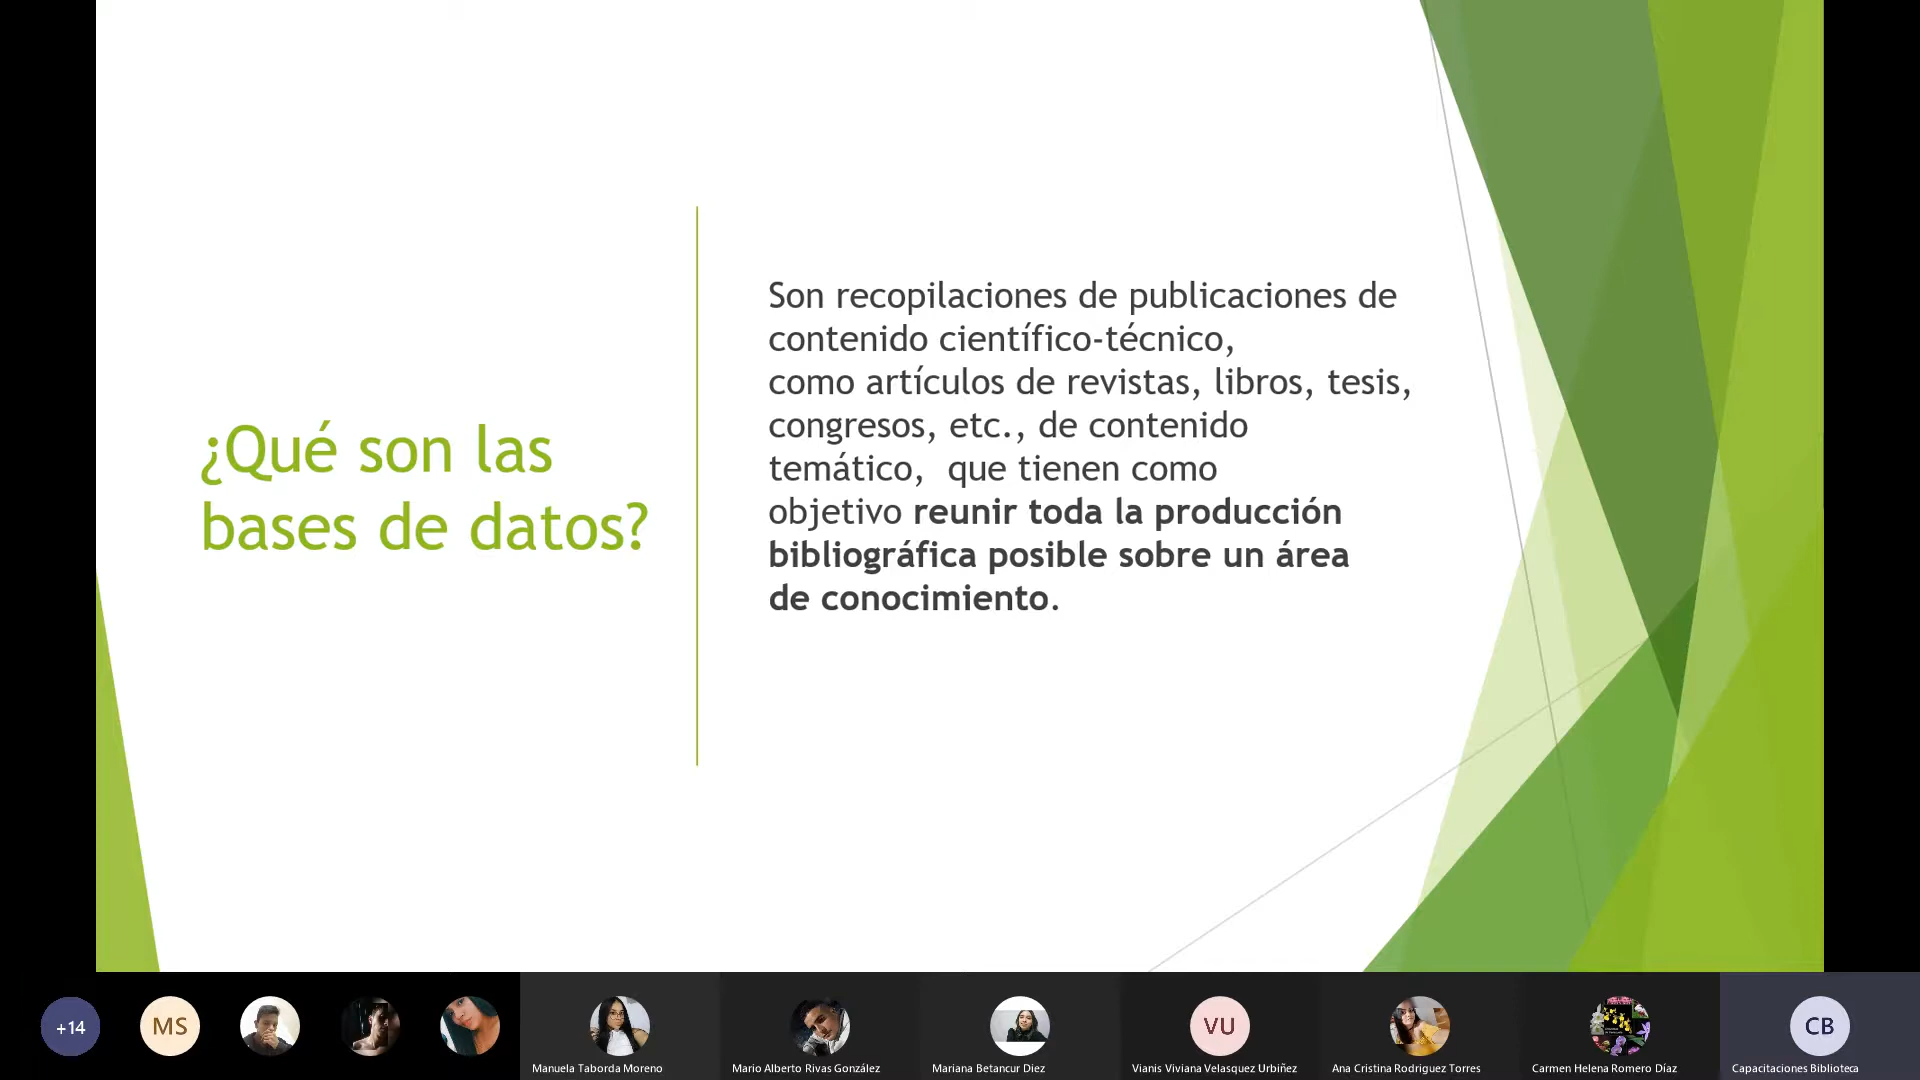 ¿Qué son las
bases de datos?
Son recopilaciones de publicaciones de
contenido científico-técnico,
como artículos de revistas, libros, tesis,
congresos, etc., de contenido
temático,  que tienen como
objetivo reunir toda la producción
bibliográfica posible sobre un área
de conocimiento.
+14
MS
VU
CB
Manuela Taborda Moreno
Mario Alberto Rivas González
Mariana Betancur Diez
Vianis Viviana Velasquez Urbiñez
Ana Cristina Rodriguez Torres
Carmen Helena Romero Díaz
Capacitaciones Biblioteca